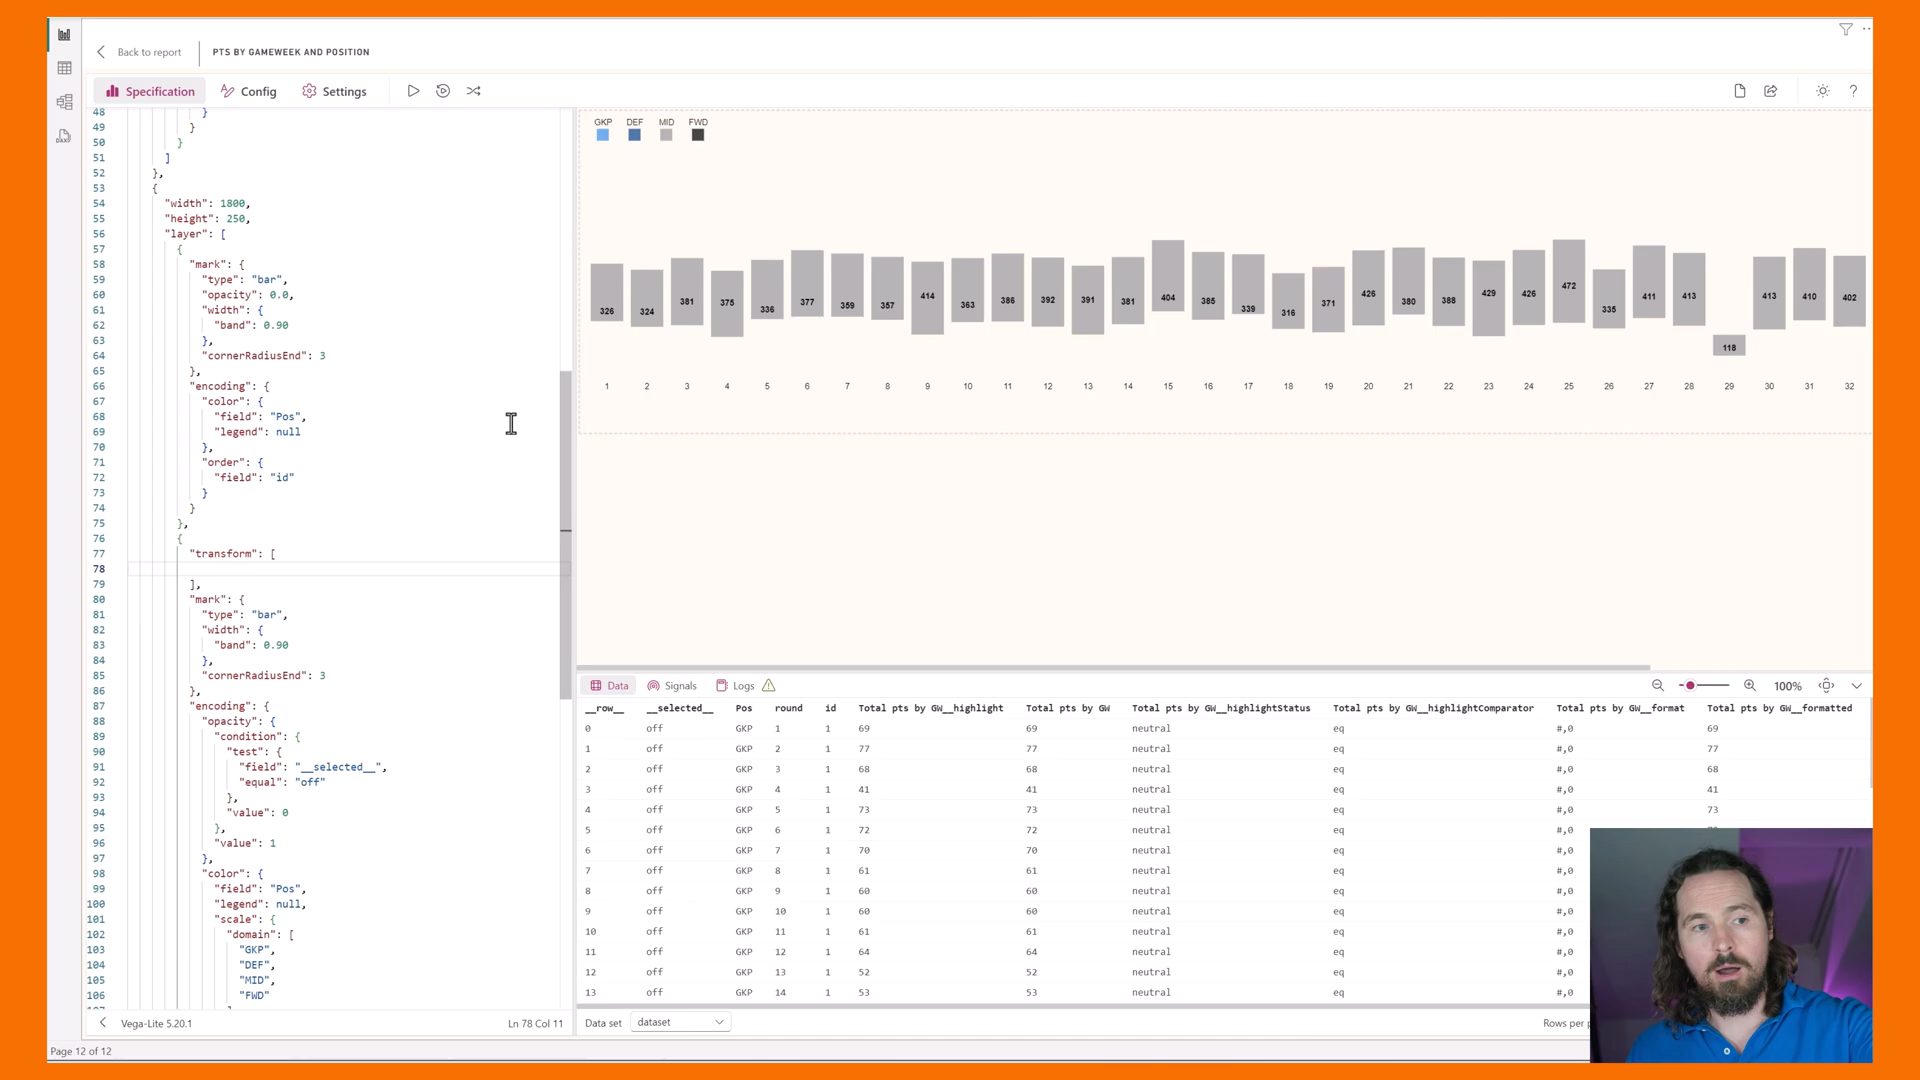 Back to report
PTS BY GAMEWEEK AND POSITION
Specification Config Settings ?
48 }
49 }
50 }
51 ]
52 },
53 {
54 "width": 1800,
55 "height": 250,
56 "layer": [
57 {
58 "mark": {
59 "type": "bar",
60 "opacity": 0.0,
61 "width": {
62 "band": 0.90
63 },
64 "cornerRadiusEnd": 3
65 },
66 "encoding": {
67 "color": {
68 "field": "Pos",
69 "legend": null
70 },
71 "order": {
72 "field": "id"
73 }
74 }
75 },
76 {
77 "transform": [
78
79 ],
80 "mark": {
81 "type": "bar",
82 "width": {
83 "band": 0.90
84 },
85 "cornerRadiusEnd": 3
86 },
87 "encoding": {
88 "opacity": {
89 "condition": {
90 "test": {
91 "field": "__selected__",
92 "equal": "off"
93 },
94 "value": 0
95 },
96 "value": 1
97 },
98 "color": {
99 "field": "Pos",
100 "legend": null,
101 "scale": {
102 "domain": [
103 "GKP",
104 "DEF",
105 "MID",
106 "FWD"
Vega-Lite 5.20.1 Ln 78 Col 11
GKP DEF MID FWD
326 324 381 375 336 377 359 357 414 363 386 392 391 381 404 385 339 316 371 426 380 388 429 426 472 335 411 413 118 413 410 402
1 2 3 4 5 6 7 8 9 10 11 12 13 14 15 16 17 18 19 20 21 22 23 24 25 26 27 28 29 30 31 32
Data Signals Logs 100%
__row__ __selected__ Pos round id Total pts by GW__highlight Total pts by GW Total pts by GW__highlightStatus Total pts by GW__highlightComparator Total pts by GW__format Total pts by GW__formatted
0 off GKP 1 1 69 69 neutral eq #,0 69
1 off GKP 2 1 77 77 neutral eq #,0 77
2 off GKP 3 1 68 68 neutral eq #,0 68
3 off GKP 4 1 41 41 neutral eq #,0 41
4 off GKP 5 1 73 73 neutral eq #,0 73
5 off GKP 6 1 72 72 neutral eq #,0
6 off GKP 7 1 70 70 neutral eq #,0
7 off GKP 8 1 61 61 neutral eq #,0
8 off GKP 9 1 60 60 neutral eq #,0
9 off GKP 10 1 60 60 neutral eq #,0
10 off GKP 11 1 61 61 neutral eq #,0
11 off GKP 12 1 64 64 neutral eq #,0
12 off GKP 13 1 52 52 neutral eq #,0
13 off GKP 14 1 53 53 neutral eq #,0
Data set dataset Rows per
Page 12 of 12